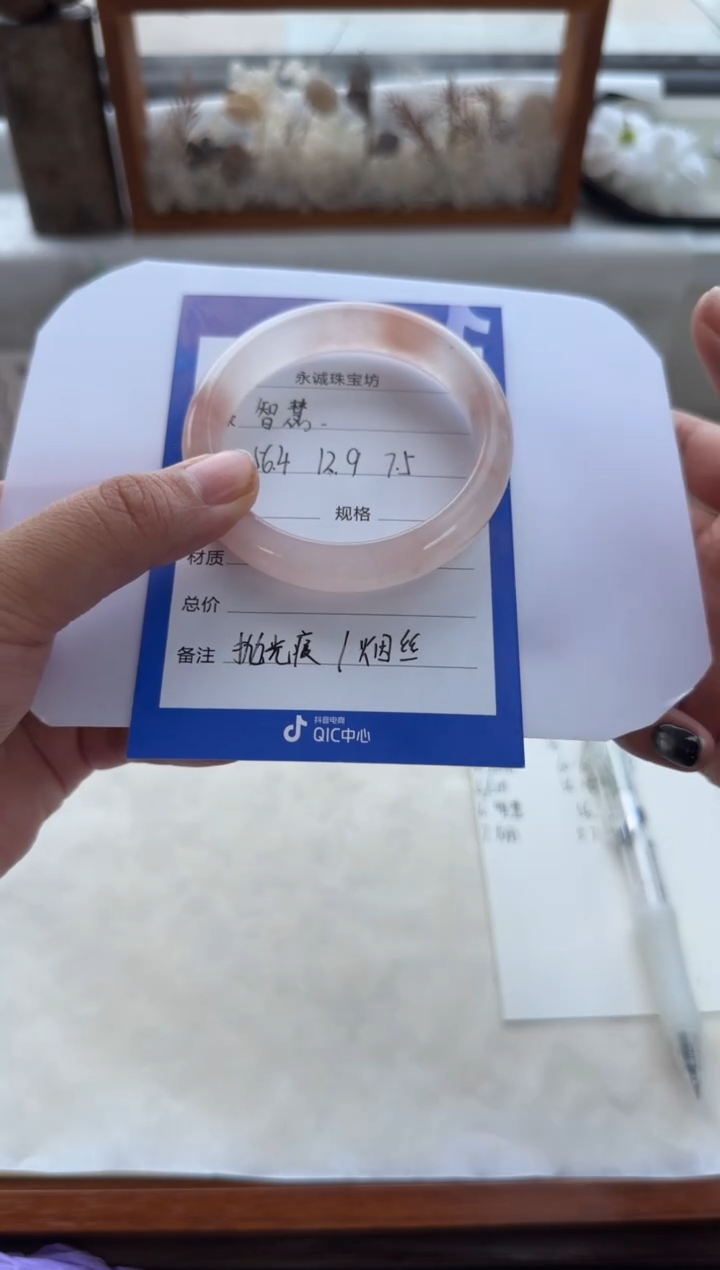 永诚珠宝坊
智慧
56.4 12.9 7.5
规格
材质
总价
备注 抛光痕 / 烟丝
抖音电商
QIC中心